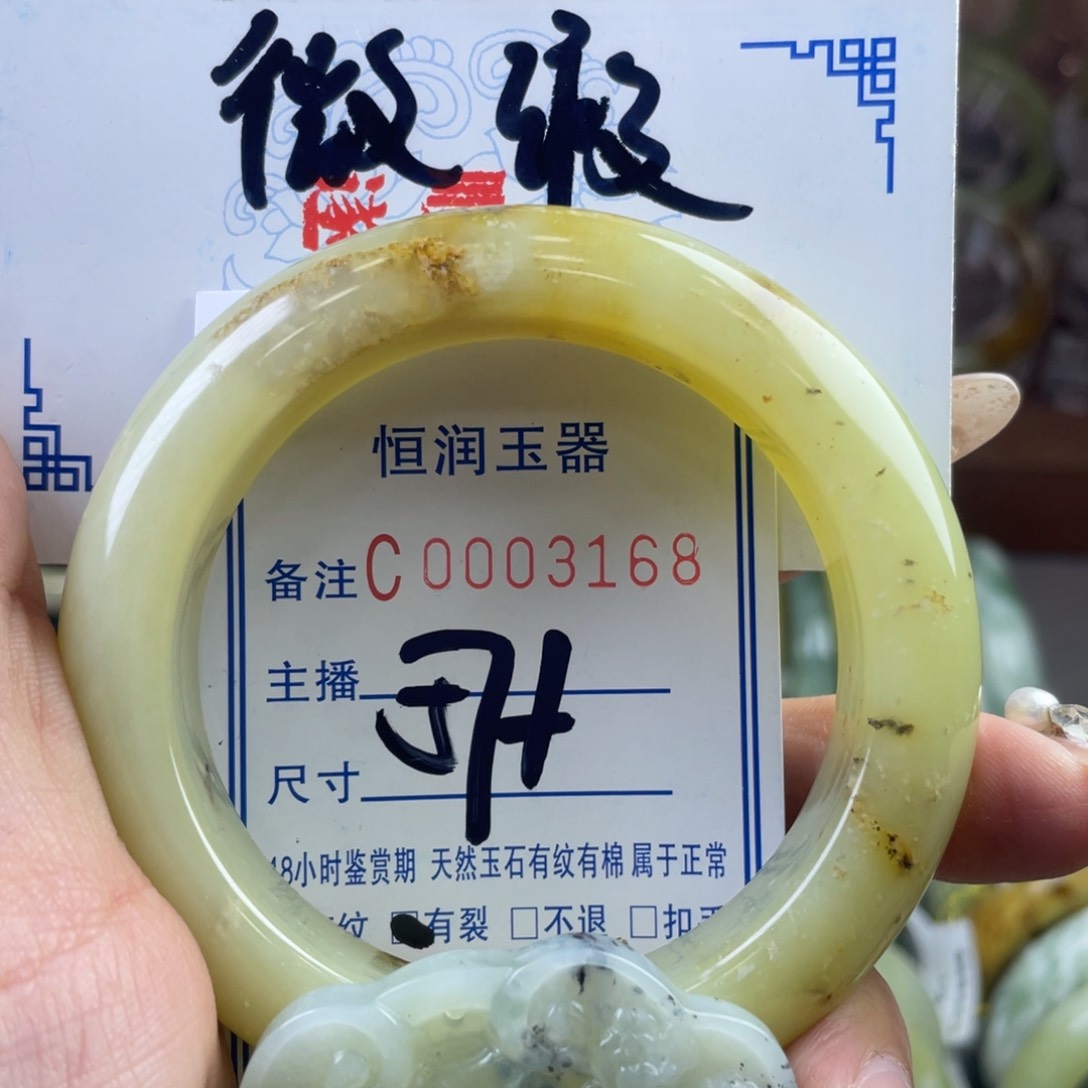 微瑕
恒润玉器
备注C0003168
主播
尺寸
48小时鉴赏期 天然玉石有纹有棉属于正常
纹 □有裂 □不退 □扣